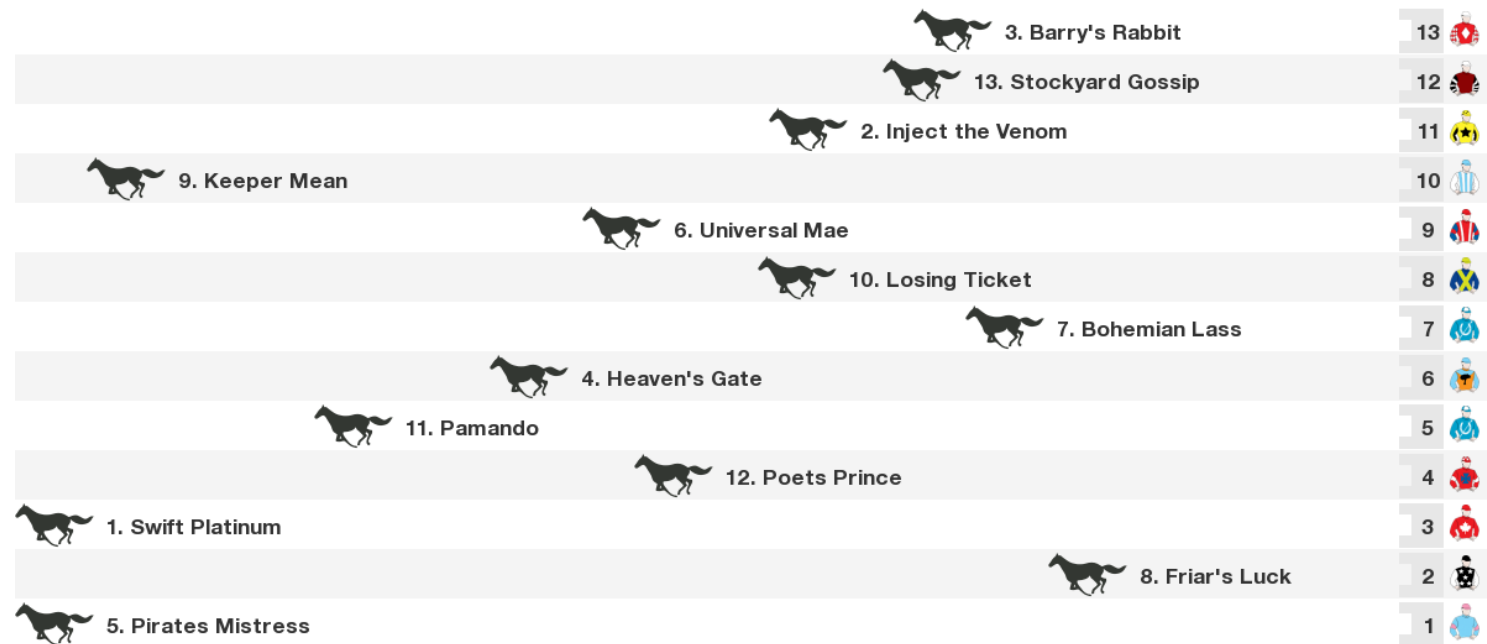 3. Barry's Rabbit 13
13. Stockyard Gossip 12
2. Inject the Venom 11
9. Keeper Mean 10
6. Universal Mae 9
10. Losing Ticket 8
7. Bohemian Lass 7
4. Heaven's Gate 6
11. Pamando 5
12. Poets Prince 4
1. Swift Platinum 3
8. Friar's Luck 2
5. Pirates Mistress 1